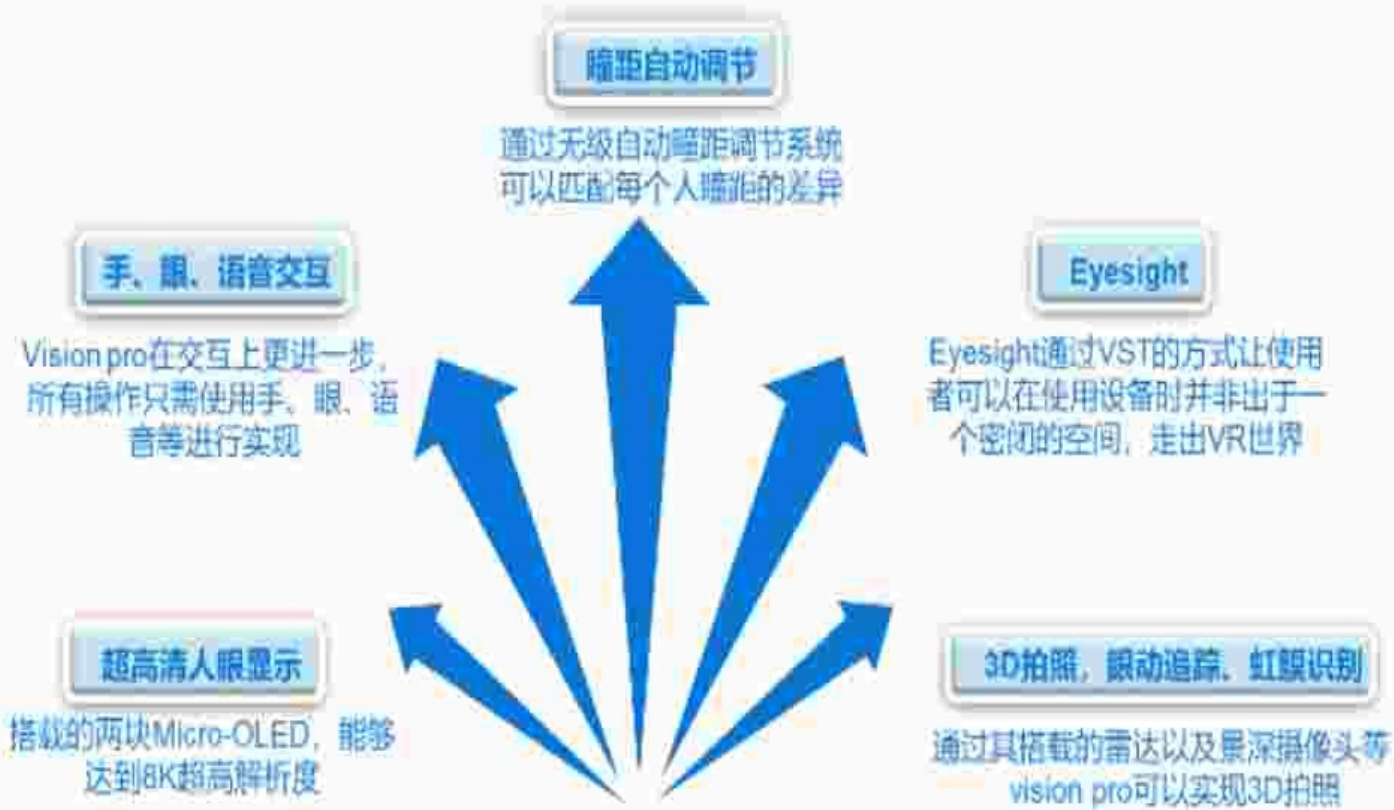 瞳距自动调节
通过无级自动瞳距调节系统
可以匹配每个人瞳距的差异
手、眼、语音交互
Vision pro在交互上更进一步,
所有操作只需使用手、眼、语
音等进行实现
Eyesight
Eyesight通过VST的方式让使用
者可以在使用设备时并非出于一
个密闭的空间,走出VR世界
超高清人眼显示
搭载的两块Micro-OLED,能够
达到8K超高解析度
3D拍照,眼动追踪、虹膜识别
通过其搭载的雷达以及景深摄像头等
vision pro可以实现3D拍照